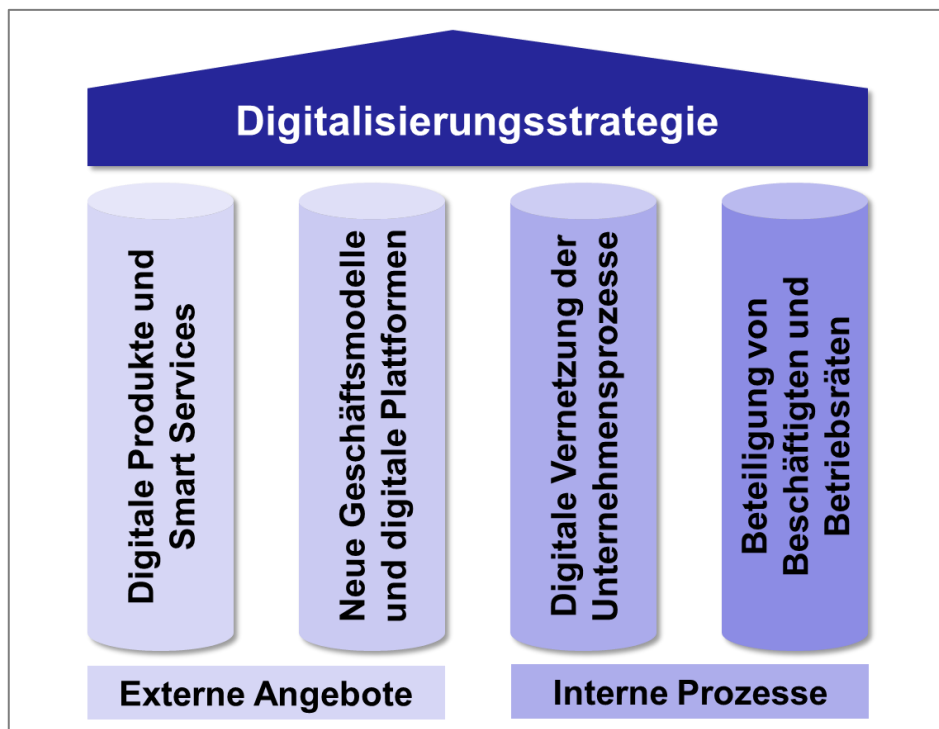 Digitalisierungsstrategie
Digitale Produkte und
Smart Services
Neue Geschäftsmodelle
und digitale Plattformen
Digitale Vernetzung der
Unternehmensprozesse
Beteiligung von
Beschäftigten und
Betriebsräten
Externe Angebote
Interne Prozesse